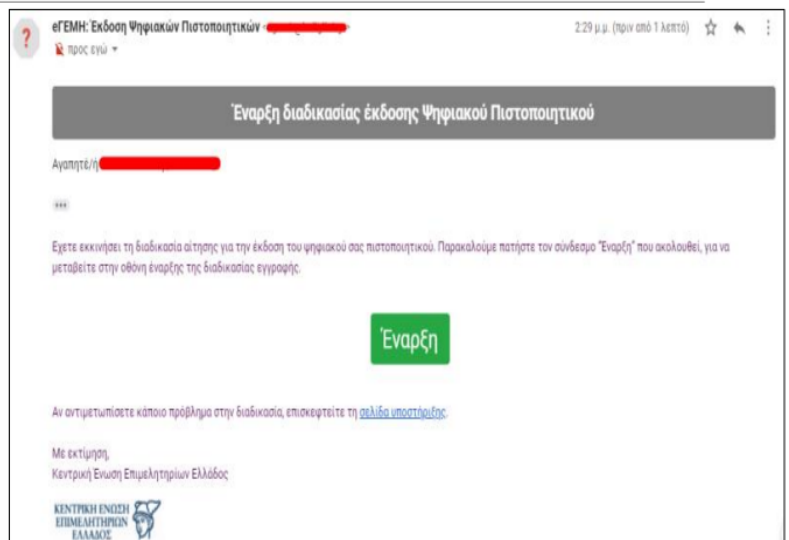 eΓΕΜΗ: Έκδοση Ψηφιακών Πιστοποιητικών
2:29 μ.μ. (πριν από 1 λεπτό)
προς εγώ
Έναρξη διαδικασίας έκδοσης Ψηφιακού Πιστοποιητικού
Αγαπητέ/ή
Εχετε εκκινήσει τη διαδικασία αίτησης για την έκδοση του ψηφιακού σας πιστοποιητικού. Παρακαλούμε πατήστε τον σύνδεσμο "Έναρξη" που ακολουθεί, για να
μεταβείτε στην οθόνη έναρξης της διαδικασίας εγγραφής.
Έναρξη
Αν αντιμετωπίσετε κάποιο πρόβλημα στην διαδικασία, επισκεφτείτε τη σελίδα υποστήριξης.
Με εκτίμηση,
Κεντρική Ένωση Επιμελητηρίων Ελλάδος
ΚΕΝΤΡΙΚΗ ΕΝΩΣΗ
ΕΠΙΜΕΛΗΤΗΡΙΩΝ
ΕΛΛΑΔΟΣ